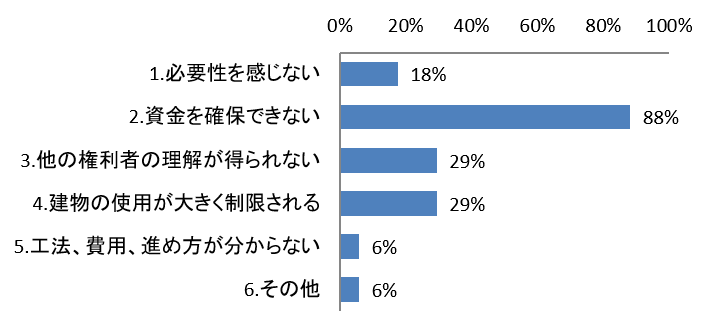 0% 20% 40% 60% 80% 100%
1.必要性を感じない 18%
2.資金を確保できない 88%
3.他の権利者の理解が得られない 29%
4.建物の使用が大きく制限される 29%
5.工法、費用、進め方が分からない 6%
6.その他 6%